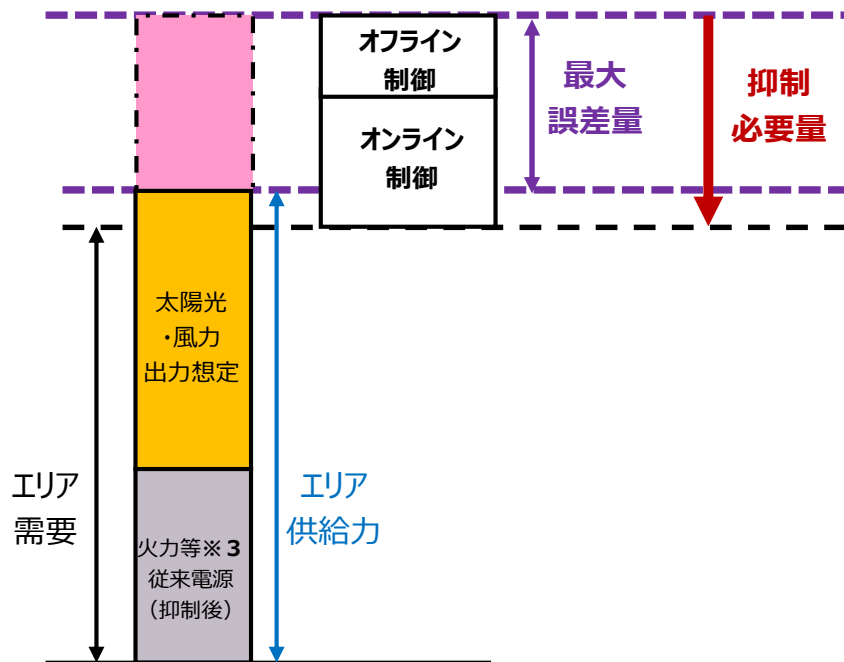 オフライン
制御
オンライン
制御
最大
誤差量
抑制
必要量
太陽光
・風力
出力想定
エリア
需要
エリア
供給力
火力等※３
従来電源
（抑制後）